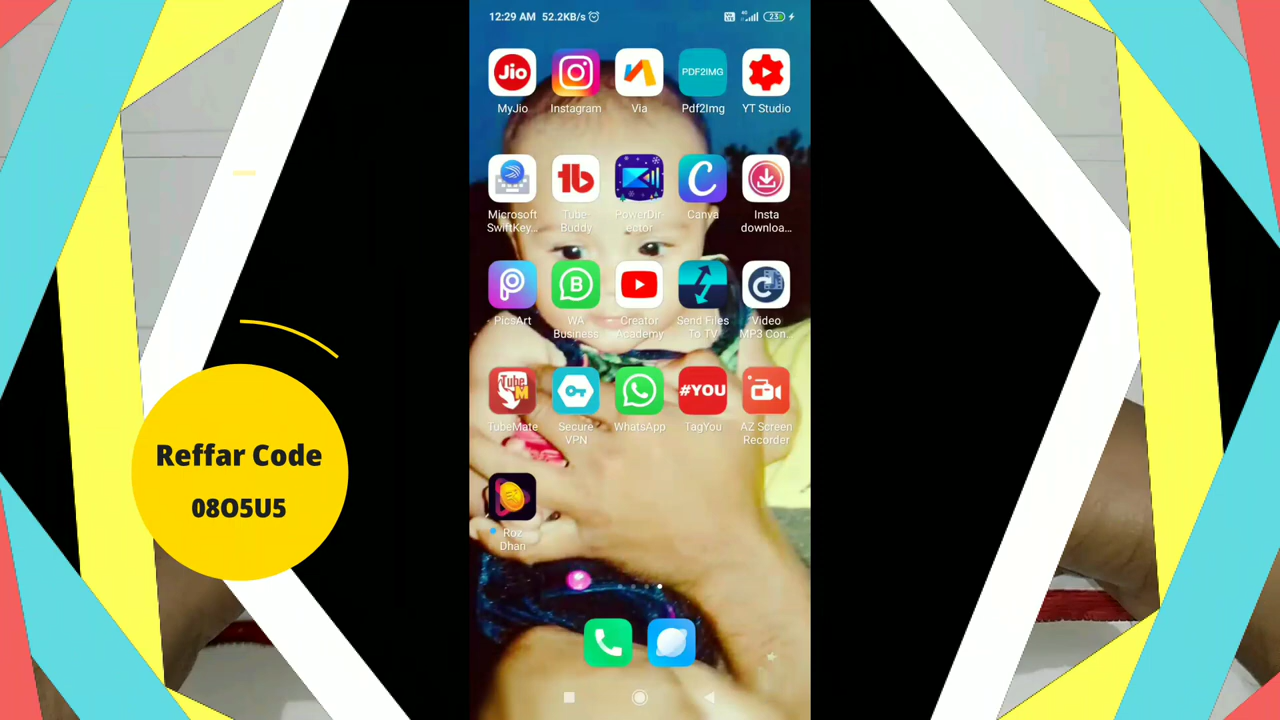 12:29 AM 52.2KB/s
4G
23
Jio
PDF2IMG
MyJio
Instagram
Via
Pdf2Img
YT Studio
Microsoft
SwiftKey...
Tube-
Buddy
PowerDir
ector
Canva
Insta
downloa...
PicsArt
WA
Business
Creator
Academy
Send Files
To TV
Video
MP3 Con..
Tube
M
#YOU
TubeMate
Secure
VPN
WhatsApp
TagYou
AZ Screen
Recorder
Roz
Dhan
Reffar Code
08O5U5